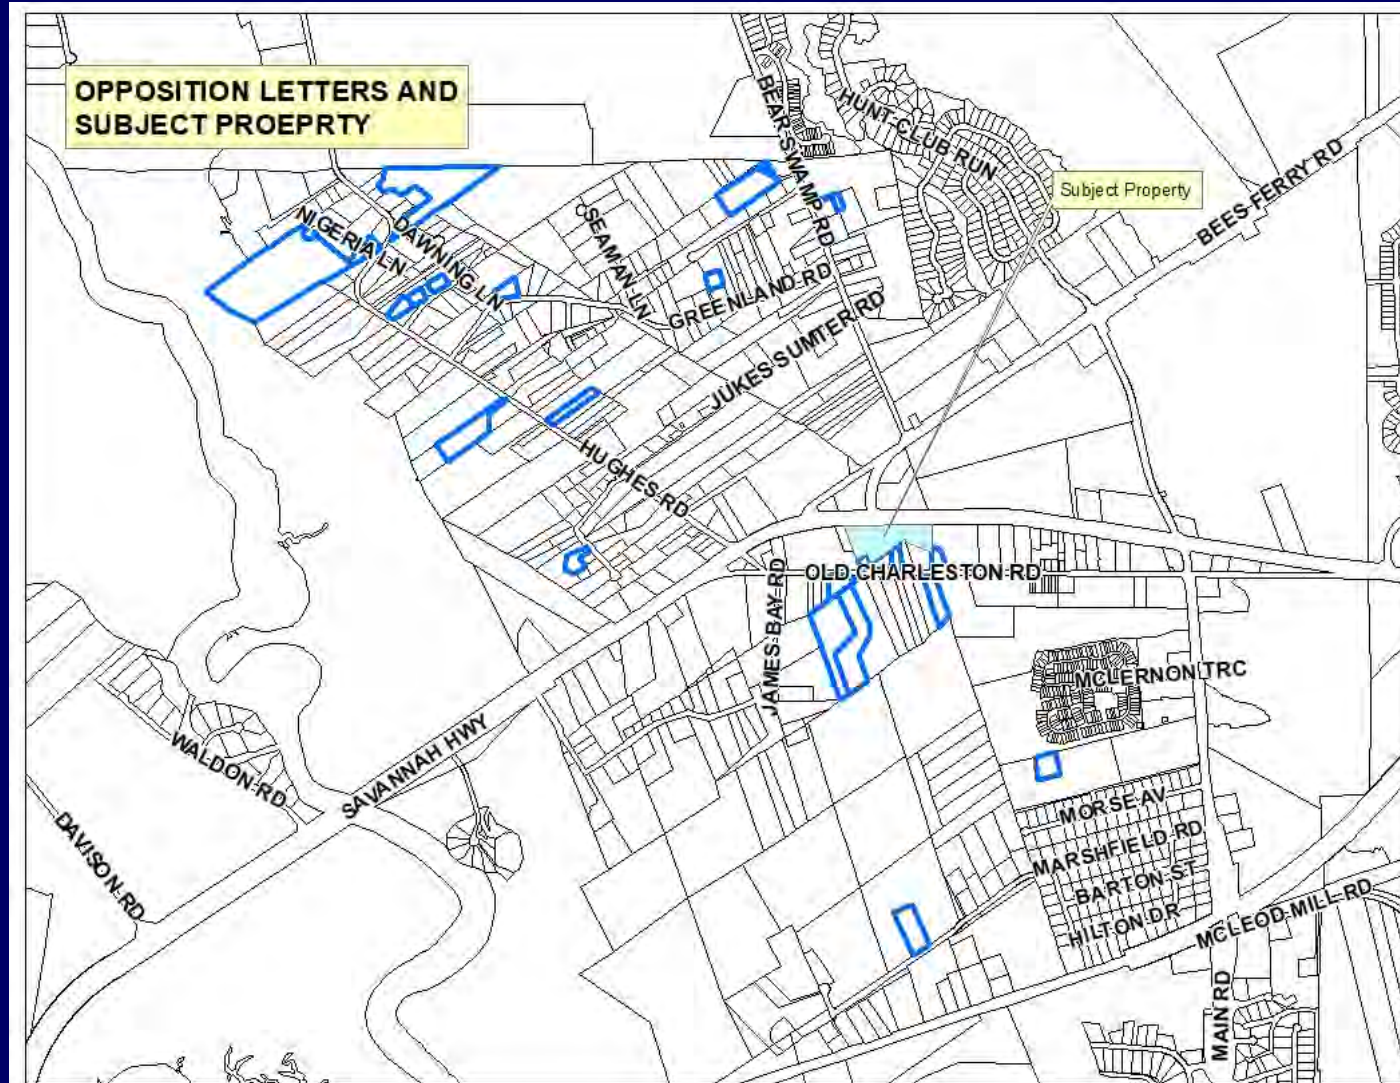 OPPOSITION LETTERS AND
SUBJECT PROEPRTY
BEAR SWAMP RD
HUNT CLUB RUN
Subject Property
BEES FERRY RD
NIGERIA LN
DAWNING LN
SEAMAN LN
GREENLAND RD
JUKES SUMTER RD
HUGHES RD
OLD CHARLESTON RD
JAMES BAY RD
MCLERNON TRC
WALDON RD
SAVANNAH HWY
DAVISON RD
MORSE AV
MARSHFIELD RD
BARTON ST
HILTON DR
MCLEOD MILL RD
MAIN RD